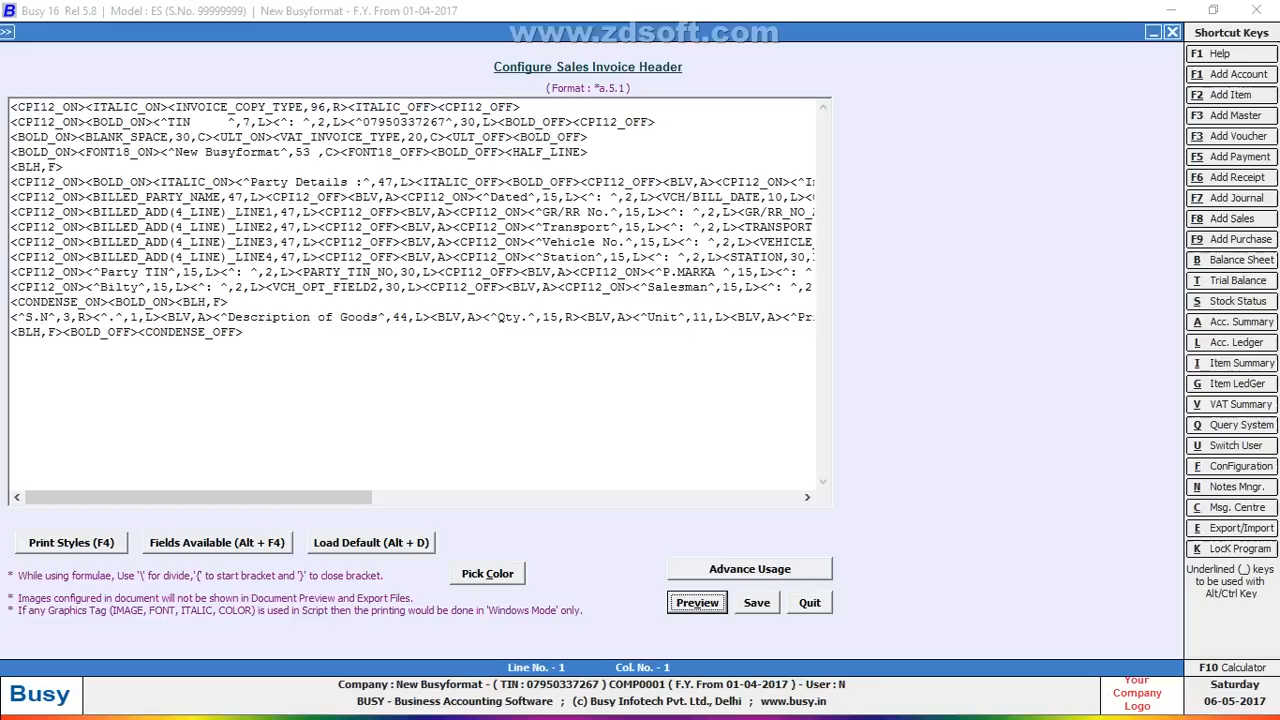 Busy 16 Rel 5.8 | Model : ES (S.No. 99999999) | New Busyformat - F.Y. From 01-04-2017
>>
www.zdsoft.com
Configure Sales Invoice Header
(Format : *a.5.1)
<CPI12_ON><ITALIC_ON><INVOICE_COPY_TYPE,96,R><ITALIC_OFF><CPI12_OFF>
<CPI12_ON><BOLD_ON><^TIN     ^,7,L><^: ^,2,L><^07950337267^,30,L><BOLD_OFF><CPI12_OFF>
<BOLD_ON><BLANK_SPACE,30,C><ULT_ON><VAT_INVOICE_TYPE,20,C><ULT_OFF><BOLD_OFF>
<BOLD_ON><FONT18_ON><^New Busyformat^,53 ,C><FONT18_OFF><BOLD_OFF><HALF_LINE>
<BLH,F>
<CPI12_ON><BOLD_ON><ITALIC_ON><^Party Details :^,47,L><ITALIC_OFF><BOLD_OFF><CPI12_OFF><BLV,A><CPI12_ON><^I
<CPI12_ON><BILLED_PARTY_NAME,47,L><CPI12_OFF><BLV,A><CPI12_ON><^Dated^,15,L><^: ^,2,L><VCH/BILL_DATE,10,L><
<CPI12_ON><BILLED_ADD(4_LINE)_LINE1,47,L><CPI12_OFF><BLV,A><CPI12_ON><^GR/RR No.^,15,L><^: ^,2,L><GR/RR_NO_
<CPI12_ON><BILLED_ADD(4_LINE)_LINE2,47,L><CPI12_OFF><BLV,A><CPI12_ON><^Transport^,15,L><^: ^,2,L><TRANSPORT
<CPI12_ON><BILLED_ADD(4_LINE)_LINE3,47,L><CPI12_OFF><BLV,A><CPI12_ON><^Vehicle No.^,15,L><^: ^,2,L><VEHICLE_
<CPI12_ON><BILLED_ADD(4_LINE)_LINE4,47,L><CPI12_OFF><BLV,A><CPI12_ON><^Station^,15,L><^: ^,2,L><STATION,30,
<CPI12_ON><^Party TIN^,15,L><^: ^,2,L><PARTY_TIN_NO,30,L><CPI12_OFF><BLV,A><CPI12_ON><^P.MARKA ^,15,L><^: ^
<CPI12_ON><^Bilty^,15,L><^: ^,2,L><VCH_OPT_FIELD2,30,L><CPI12_OFF><BLV,A><CPI12_ON><^Salesman^,15,L><^: ^,2
<CONDENSE_ON><BOLD_ON><BLH,F>
<^S.N^,3,R><^.^,1,L><BLV,A><^Description of Goods^,44,L><BLV,A><^Qty.^,15,R><BLV,A><^Unit^,11,L><BLV,A><^Pr
<BLH,F><BOLD_OFF><CONDENSE_OFF>
Print Styles (F4)
Fields Available (Alt + F4)
Load Default (Alt + D)
* While using formulae, Use '\' for divide,'{' to start bracket and '}' to close bracket.
Pick Color
Advance Usage
* Images configured in document will not be shown in Document Preview and Export Files.
* If any Graphics Tag (IMAGE, FONT, ITALIC, COLOR) is used in Script then the printing would be done in 'Windows Mode' only.
Preview
Save
Quit
Line No. - 1
Col. No. - 1
Busy
Company : New Busyformat - ( TIN : 07950337267 ) COMP0001 ( F.Y. From 01-04-2017 ) - User : N
BUSY - Business Accounting Software ; (c) Busy Infotech Pvt. Ltd., Delhi ; www.busy.in
Your
Company
Logo
Shortcut Keys
F1 Help
F1 Add Account
F2 Add Item
F3 Add Master
F3 Add Voucher
F5 Add Payment
F6 Add Receipt
F7 Add Journal
F8 Add Sales
F9 Add Purchase
B Balance Sheet
T Trial Balance
S Stock Status
A Acc. Summary
L Acc. Ledger
I Item Summary
G Item LedGer
V VAT Summary
Q Query System
U Switch User
F ConFiguration
N Notes Mngr.
C Msg. Centre
E Export/Import
K LocK Program
Underlined (_) keys
to be used with
Alt/Ctrl Key
F10 Calculator
Saturday
06-05-2017